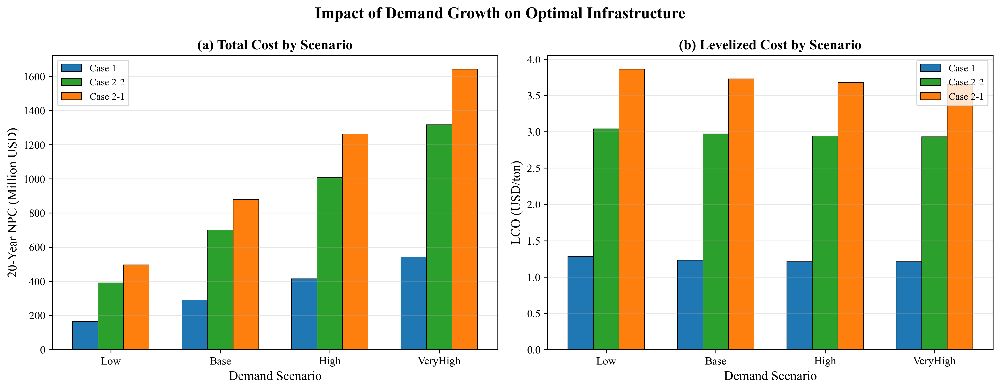 Impact of Demand Growth on Optimal Infrastructure
(a) Total Cost by Scenario
Case 1
Case 2-2
Case 2-1
20-Year NPC (Million USD)
1600
1400
1200
1000
800
600
400
200
0
Low
Base
High
VeryHigh
Demand Scenario
(b) Levelized Cost by Scenario
Case 1
Case 2-2
Case 2-1
LCO (USD/ton)
4.0
3.5
3.0
2.5
2.0
1.5
1.0
0.5
0.0
Low
Base
High
VeryHigh
Demand Scenario